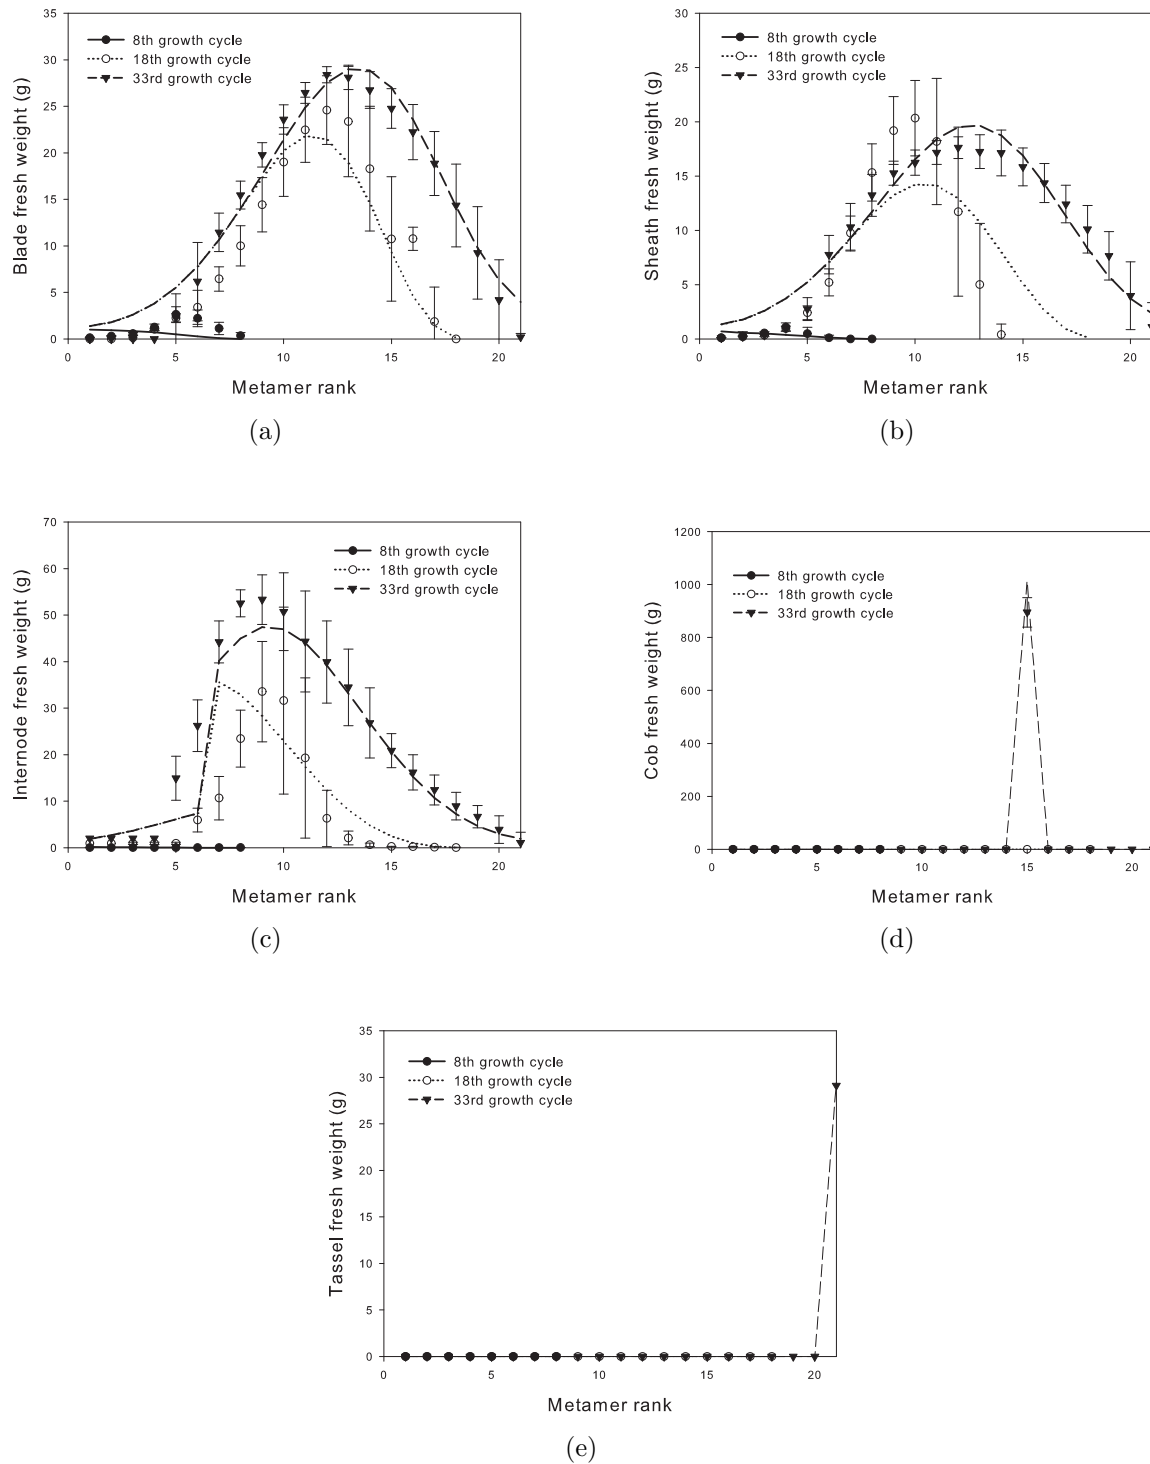 35
30
25
20
15
10
5
0
Blade fresh weight (g)
8th growth cycle
18th growth cycle
33rd growth cycle
0 5 10 15 20
Metamer rank
(a)
30
25
20
15
10
5
0
Sheath fresh weight (g)
8th growth cycle
18th growth cycle
33rd growth cycle
0 5 10 15 20
Metamer rank
(b)
70
60
50
40
30
20
10
0
Internode fresh weight (g)
8th growth cycle
18th growth cycle
33rd growth cycle
0 5 10 15 20
Metamer rank
(c)
1200
1000
800
600
400
200
0
Cob fresh weight (g)
8th growth cycle
18th growth cycle
33rd growth cycle
0 5 10 15 20
Metamer rank
(d)
35
30
25
20
15
10
5
0
Tassel fresh weight (g)
8th growth cycle
18th growth cycle
33rd growth cycle
0 5 10 15 20
Metamer rank
(e)